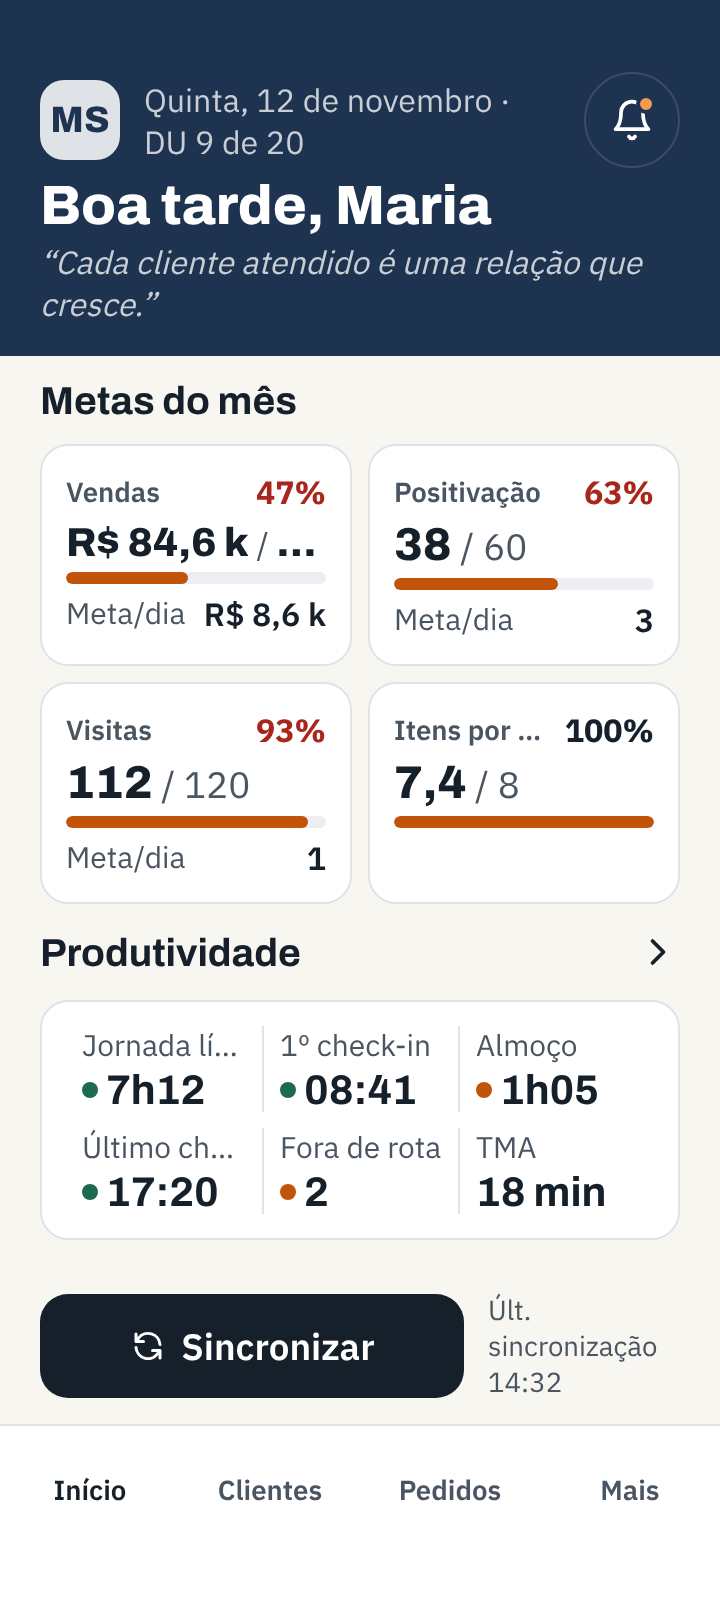 MS
Quinta, 12 de novembro ·
DU 9 de 20
Boa tarde, Maria
“Cada cliente atendido é uma relação que
cresce.”
Metas do mês
Vendas 47%
R$ 84,6 k / ...
Meta/dia R$ 8,6 k
Positivação 63%
38 / 60
Meta/dia 3
Visitas 93%
112 / 120
Meta/dia 1
Itens por ... 100%
7,4 / 8
Produtividade
Jornada lí... 1º check-in Almoço
7h12 08:41 1h05
Último ch... Fora de rota TMA
17:20 2 18 min
Sincronizar
Últ.
sincronização
14:32
Início Clientes Pedidos Mais